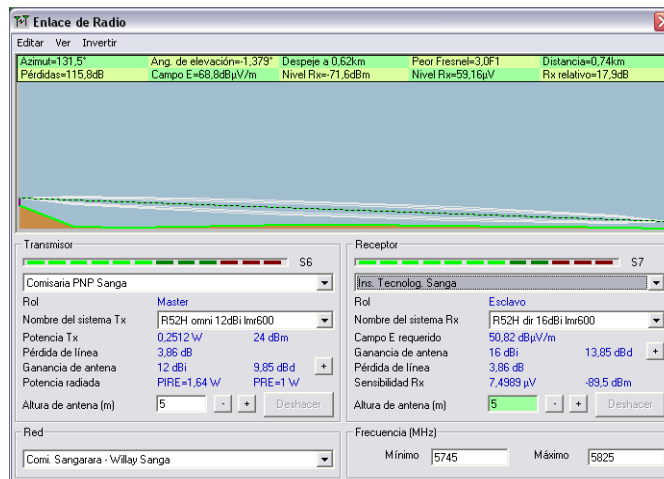 Enlace de Radio
Editar Ver Invertir
Azimut=131,5° Ang. de elevación=-1,379° Despeje a 0,62km Peor Fresnel=3,0F1 Distancia=0,74km
Pérdidas=115,8dB Campo E=68,8dBµV/m Nivel Rx=-71,6dBm Nivel Rx=59,16µV Rx relativo=17,9dB
Transmisor
S6
Comisaria PNP Sanga
Rol Master
Nombre del sistema Tx R52H omni 12dBi lmr600
Potencia Tx 0,2512 W 24 dBm
Pérdida de línea 3,86 dB
Ganancia de antena 12 dBi 9,85 dBd +
Potencia radiada PIRE=1,64 W PRE=1 W
Altura de antena (m) 5 - + Deshacer
Receptor
S7
Ins. Tecnolog. Sanga
Rol Esclavo
Nombre del sistema Rx R52H dir 16dBi lmr600
Campo E requerido 50,82 dBµV/m
Ganancia de antena 16 dBi 13,85 dBd +
Pérdida de línea 3,86 dB
Sensibilidad Rx 7,4989 µV -89,5 dBm
Altura de antena (m) 5 - + Deshacer
Red
Comi. Sangarara - Willay Sanga
Frecuencia (MHz)
Mínimo 5745 Máximo 5825